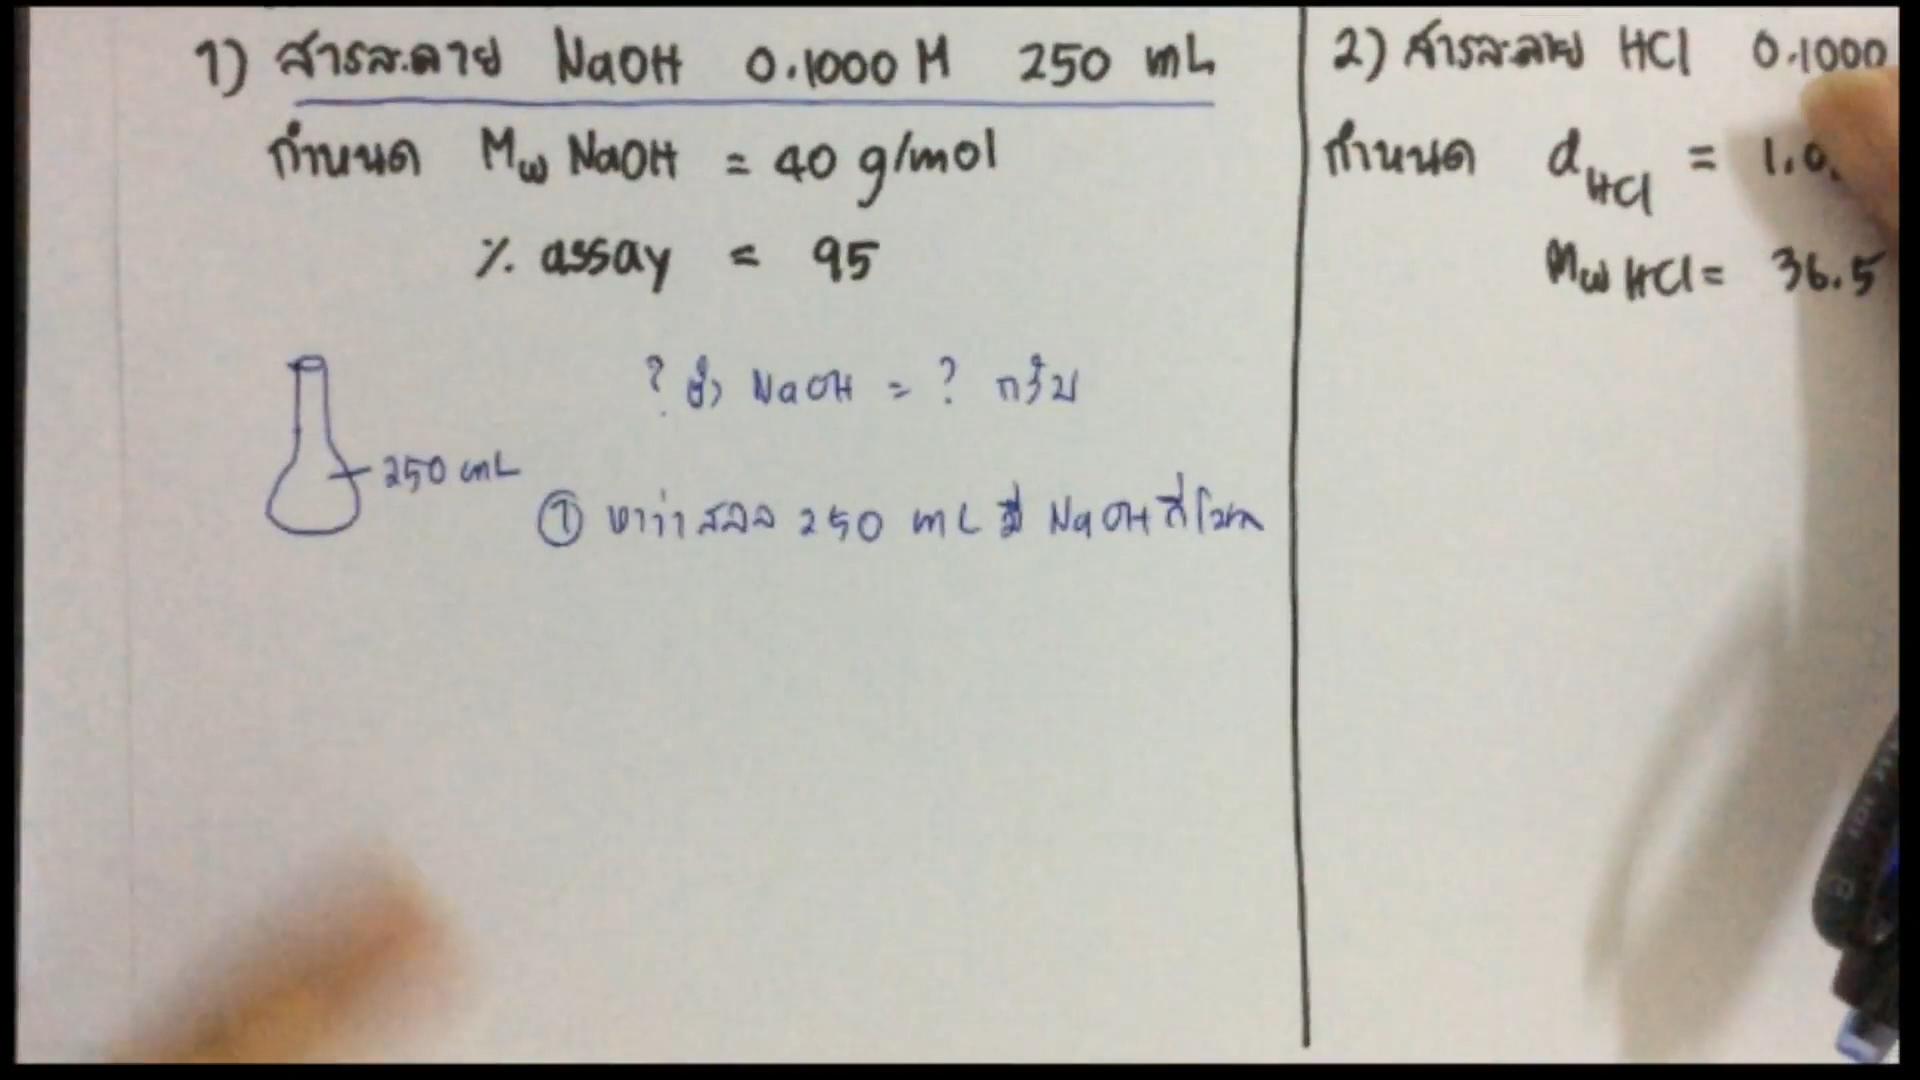 1) สารละลาย NaOH 0.1000 M 250 mL
กำหนด Mw NaOH = 40 g/mol
% assay = 95
? ชั่ง NaOH = ? กรัม
250 mL
① หาว่า สลล 250 mL มี NaOH กี่โมล
2) สารละลาย HCl 0.1000
กำหนด d HCl = 1.0
Mw HCl = 36.5